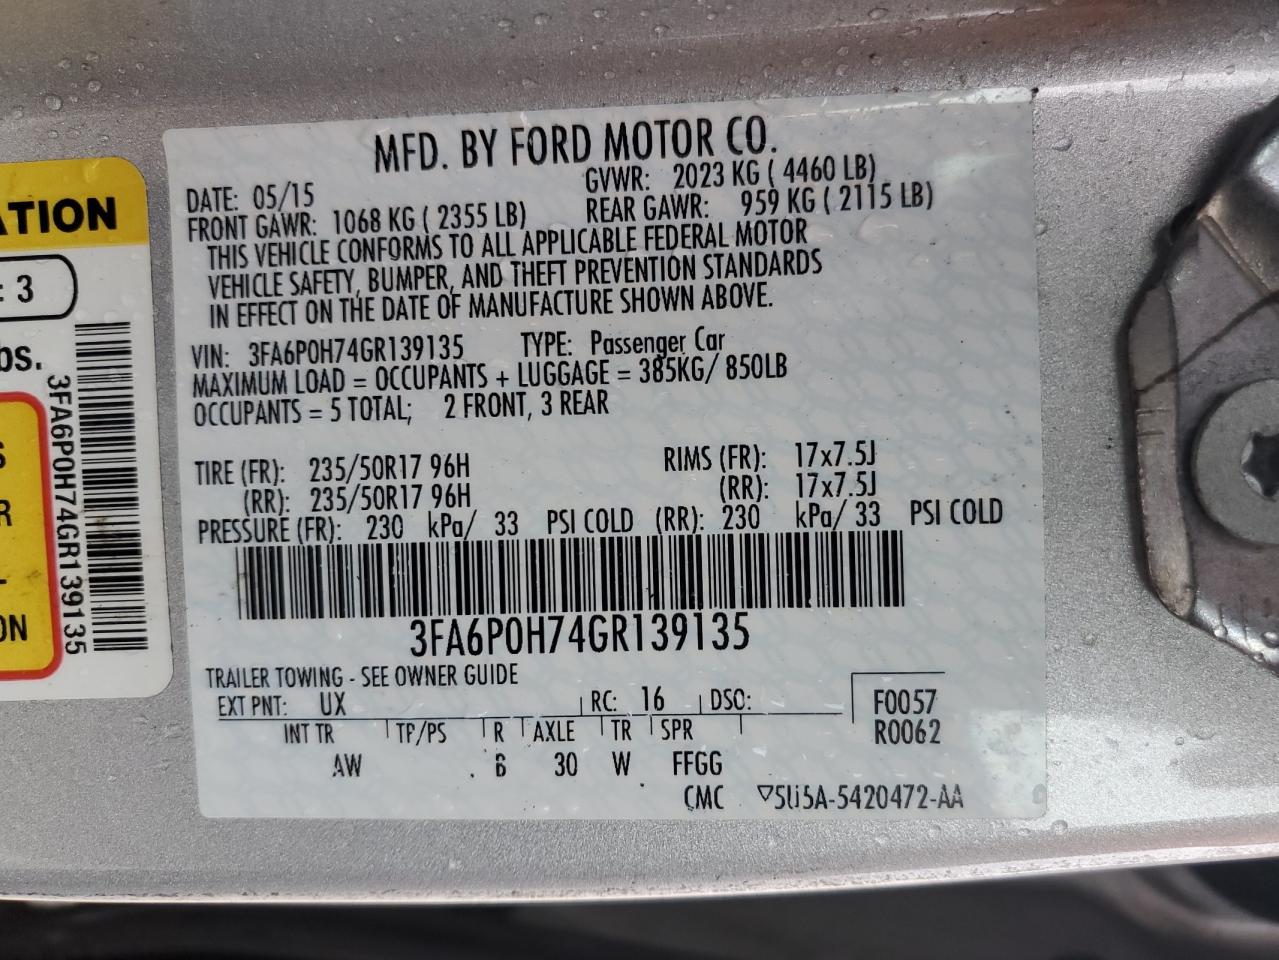 MFD. BY FORD MOTOR CO.
DATE: 05/15 GVWR: 2023 KG ( 4460 LB)
FRONT GAWR: 1068 KG ( 2355 LB) REAR GAWR: 959 KG ( 2115 LB)
THIS VEHICLE CONFORMS TO ALL APPLICABLE FEDERAL MOTOR
VEHICLE SAFETY, BUMPER, AND THEFT PREVENTION STANDARDS
IN EFFECT ON THE DATE OF MANUFACTURE SHOWN ABOVE.
VIN: 3FA6P0H74GR139135 TYPE: Passenger Car
MAXIMUM LOAD = OCCUPANTS + LUGGAGE = 385KG/ 850LB
OCCUPANTS = 5 TOTAL; 2 FRONT, 3 REAR
TIRE (FR): 235/50R17 96H RIMS (FR): 17x7.5J
(RR): 235/50R17 96H (RR): 17x7.5J
PRESSURE (FR): 230 kPa/ 33 PSI COLD (RR): 230 kPa/ 33 PSI COLD
3FA6P0H74GR139135
TRAILER TOWING - SEE OWNER GUIDE
EXT PNT: UX RC: 16 DSO: F0057
R0062
INT TR TP/PS R AXLE TR SPR
AW 30 W FFGG
CMC
ATION
: 3
bs.
3FA6P0H74GR139135
S
R
L
ON